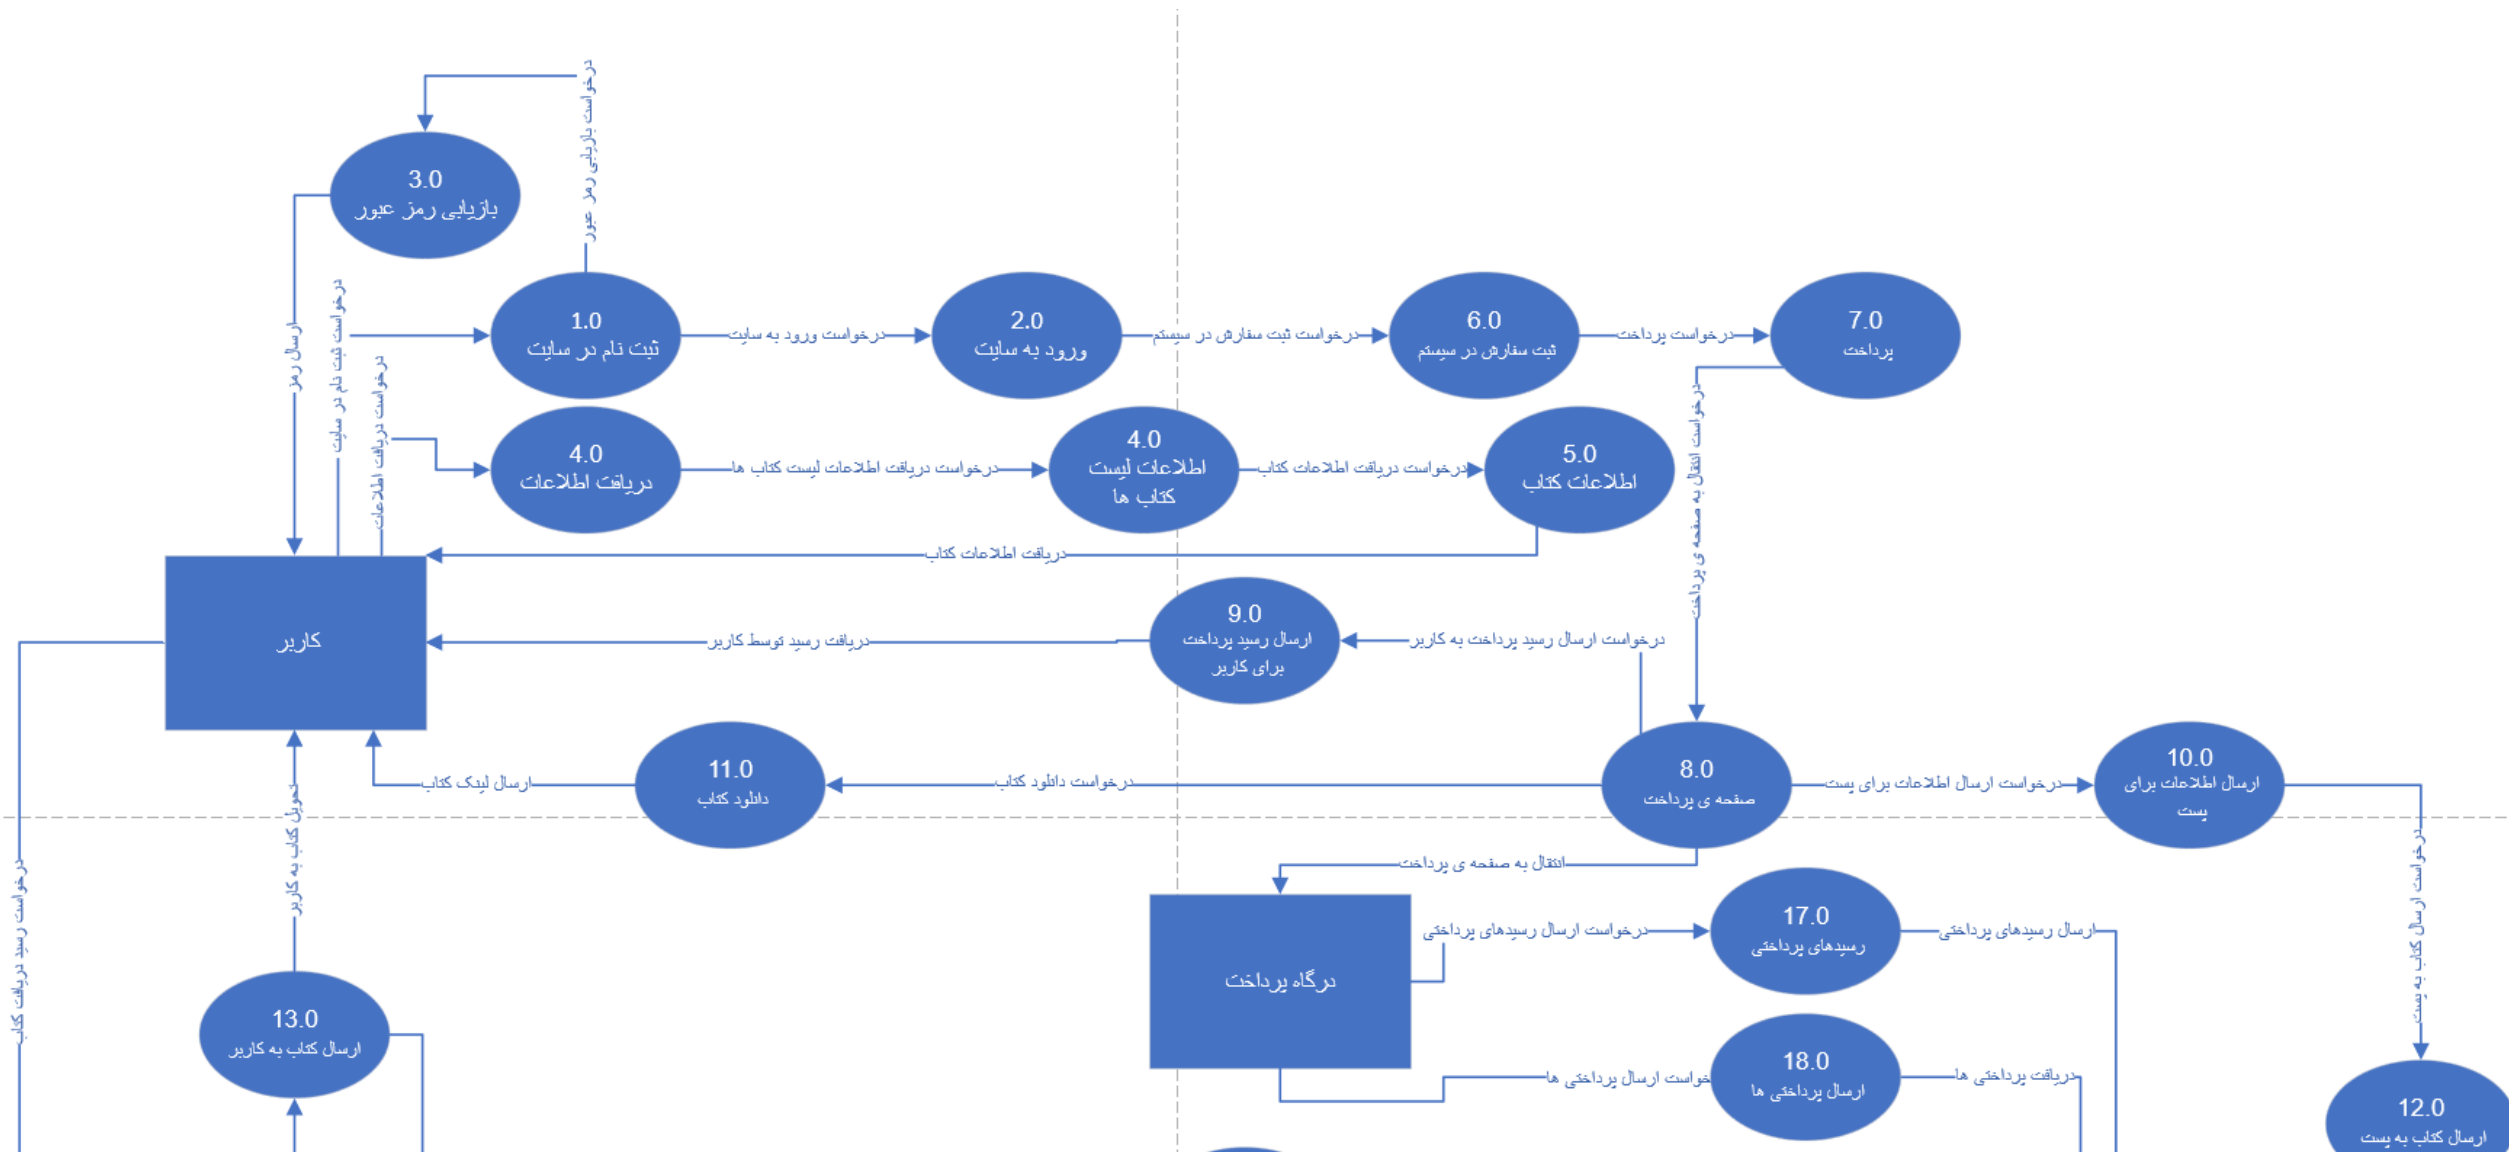 درخواست بازیابی رمز عبور
3.0
بازیابی رمز عبور
ارسال رمز
درخواست ثبت نام در سایت
1.0
ثبت نام در سایت
درخواست ورود به سایت
2.0
ورود به سایت
درخواست ثبت سفارش در سیستم
6.0
ثبت سفارش در سیستم
درخواست پرداخت
7.0
پرداخت
درخواست دریافت اطلاعات
4.0
دریافت اطلاعات
درخواست دریافت اطلاعات لیست کتاب ها
4.0
اطلاعات لیست
کتاب ها
درخواست دریافت اطلاعات کتاب
5.0
اطلاعات کتاب
درخواست انتقال به صفحه ی پرداخت
دریافت اطلاعات کتاب
کاربر
دریافت رسید توسط کاربر
9.0
ارسال رسید پرداخت
برای کاربر
درخواست ارسال رسید پرداخت به کاربر
ارسال لینک کتاب
11.0
دانلود کتاب
درخواست دانلود کتاب
8.0
صفحه ی پرداخت
درخواست ارسال اطلاعات برای پست
10.0
ارسال اطلاعات برای
پست
تحویل کتاب به کاربر
درخواست رسید دریافت کتاب
انتقال به صفحه ی پرداخت
درگاه پرداخت
درخواست ارسال رسیدهای پرداختی
17.0
رسیدهای پرداختی
ارسال رسیدهای پرداختی
درخواست ارسال کتاب به پست
13.0
ارسال کتاب به کاربر
خواست ارسال پرداختی ها
18.0
ارسال پرداختی ها
دریافت پرداختی ها
12.0
ارسال کتاب به پست